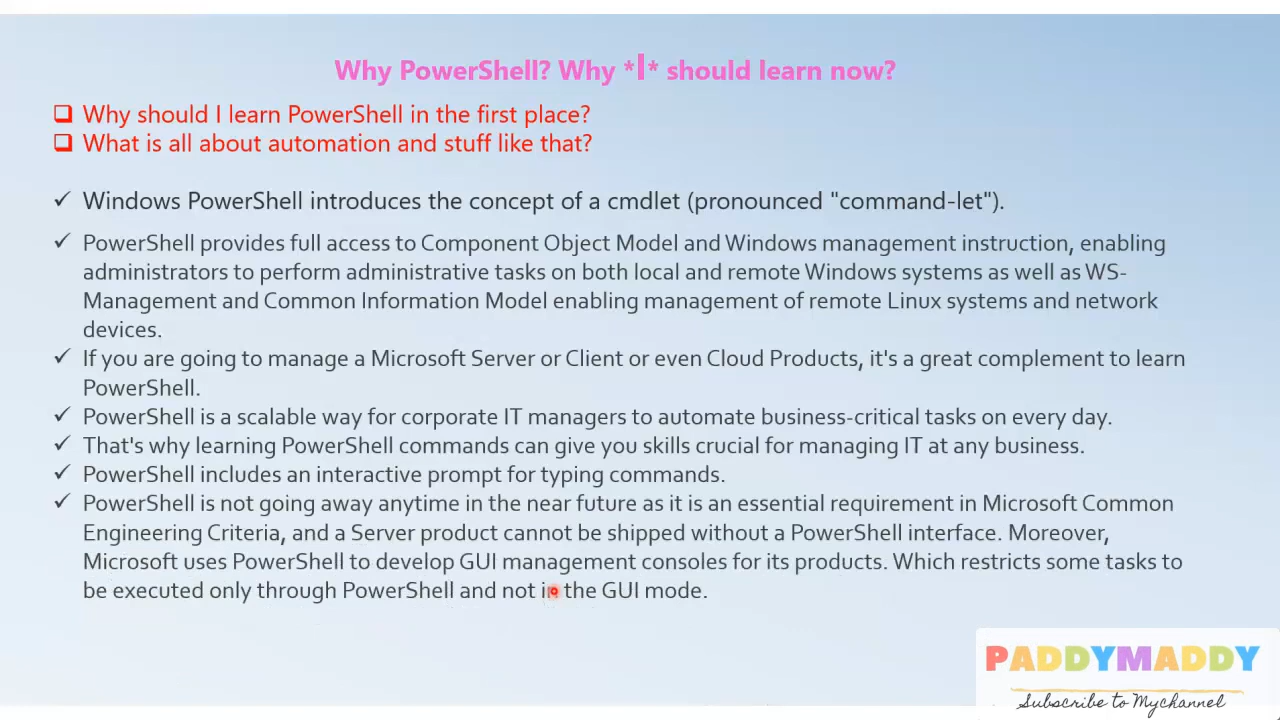 Why PowerShell? Why *I* should learn now?
Why should I learn PowerShell in the first place?
What is all about automation and stuff like that?
Windows PowerShell introduces the concept of a cmdlet (pronounced "command-let").
PowerShell provides full access to Component Object Model and Windows management instruction, enabling
administrators to perform administrative tasks on both local and remote Windows systems as well as WS-
Management and Common Information Model enabling management of remote Linux systems and network
devices.
If you are going to manage a Microsoft Server or Client or even Cloud Products, it's a great complement to learn
PowerShell.
PowerShell is a scalable way for corporate IT managers to automate business-critical tasks on every day.
That's why learning PowerShell commands can give you skills crucial for managing IT at any business.
PowerShell includes an interactive prompt for typing commands.
PowerShell is not going away anytime in the near future as it is an essential requirement in Microsoft Common
Engineering Criteria, and a Server product cannot be shipped without a PowerShell interface. Moreover,
Microsoft uses PowerShell to develop GUI management consoles for its products. Which restricts some tasks to
be executed only through PowerShell and not in the GUI mode.
PADDYMADDY
Subscribe to Mychannel